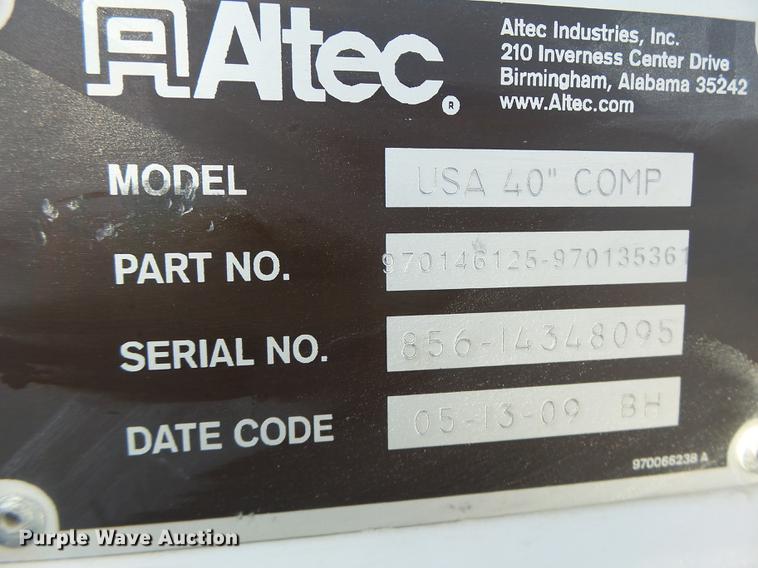 Altec®
Altec Industries, Inc.
210 Inverness Center Drive
Birmingham, Alabama 35242
www.Altec.com
MODEL USA 40" COMP
PART NO. 970146125-970135361
SERIAL NO. 856-14348095
DATE CODE 05-13-09 BH
970066238 A
Purple Wave Auction